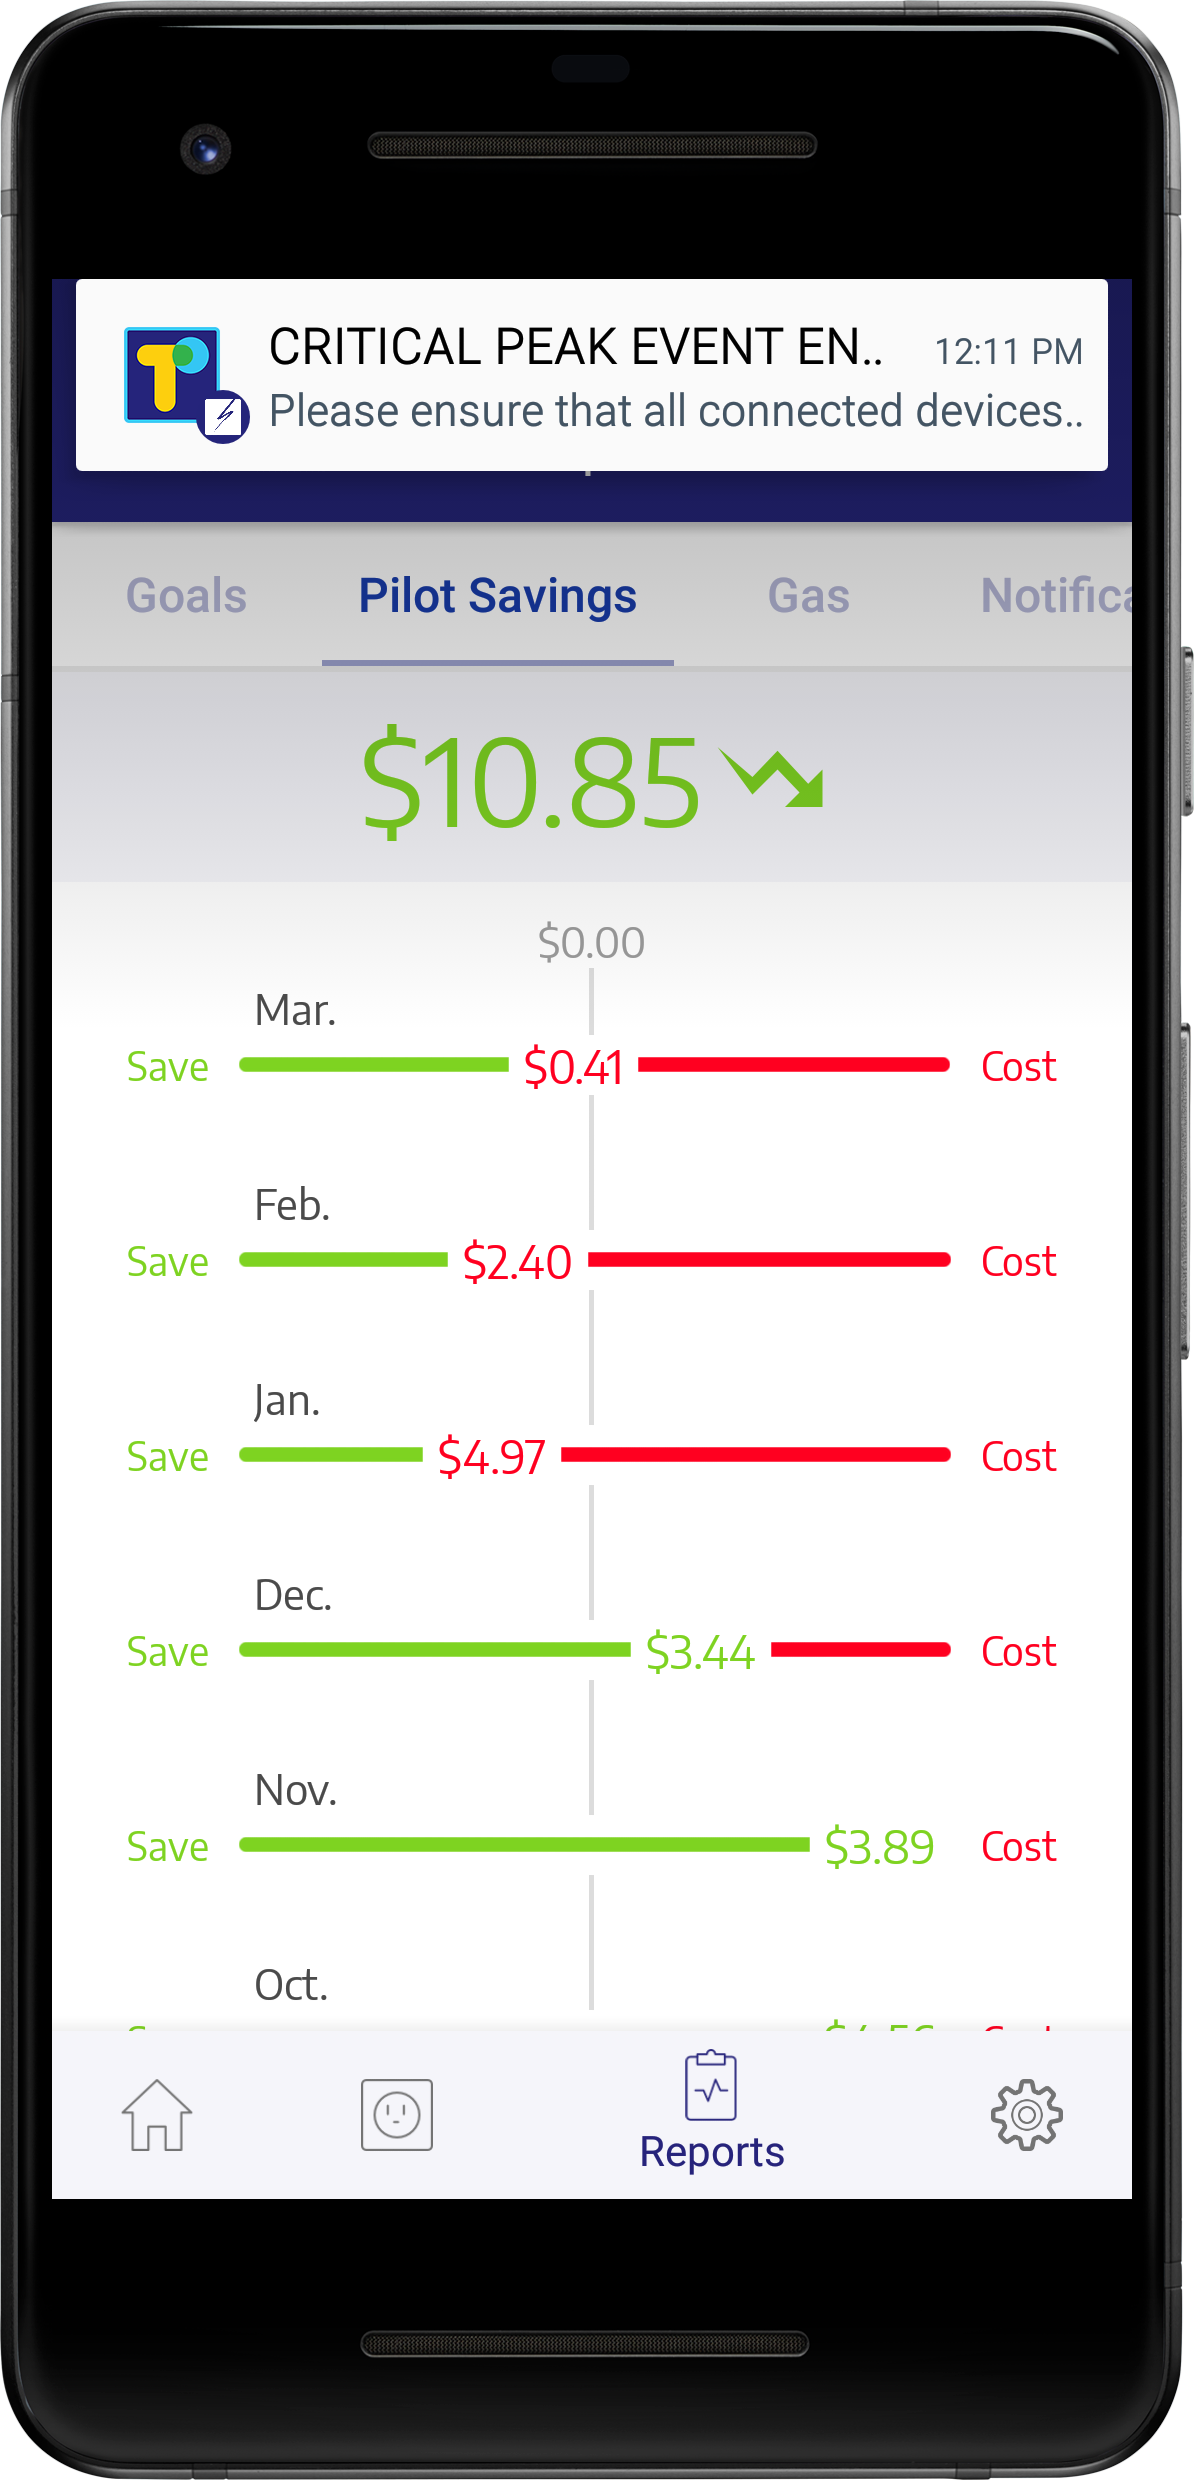 CRITICAL PEAK EVENT EN.. 12:11 PM
Please ensure that all connected devices..
Goals Pilot Savings Gas Notifica
$10.85
$0.00
Mar.
Save $0.41 Cost
Feb.
Save $2.40 Cost
Jan.
Save $4.97 Cost
Dec.
Save $3.44 Cost
Nov.
Save $3.89 Cost
Oct.
Reports